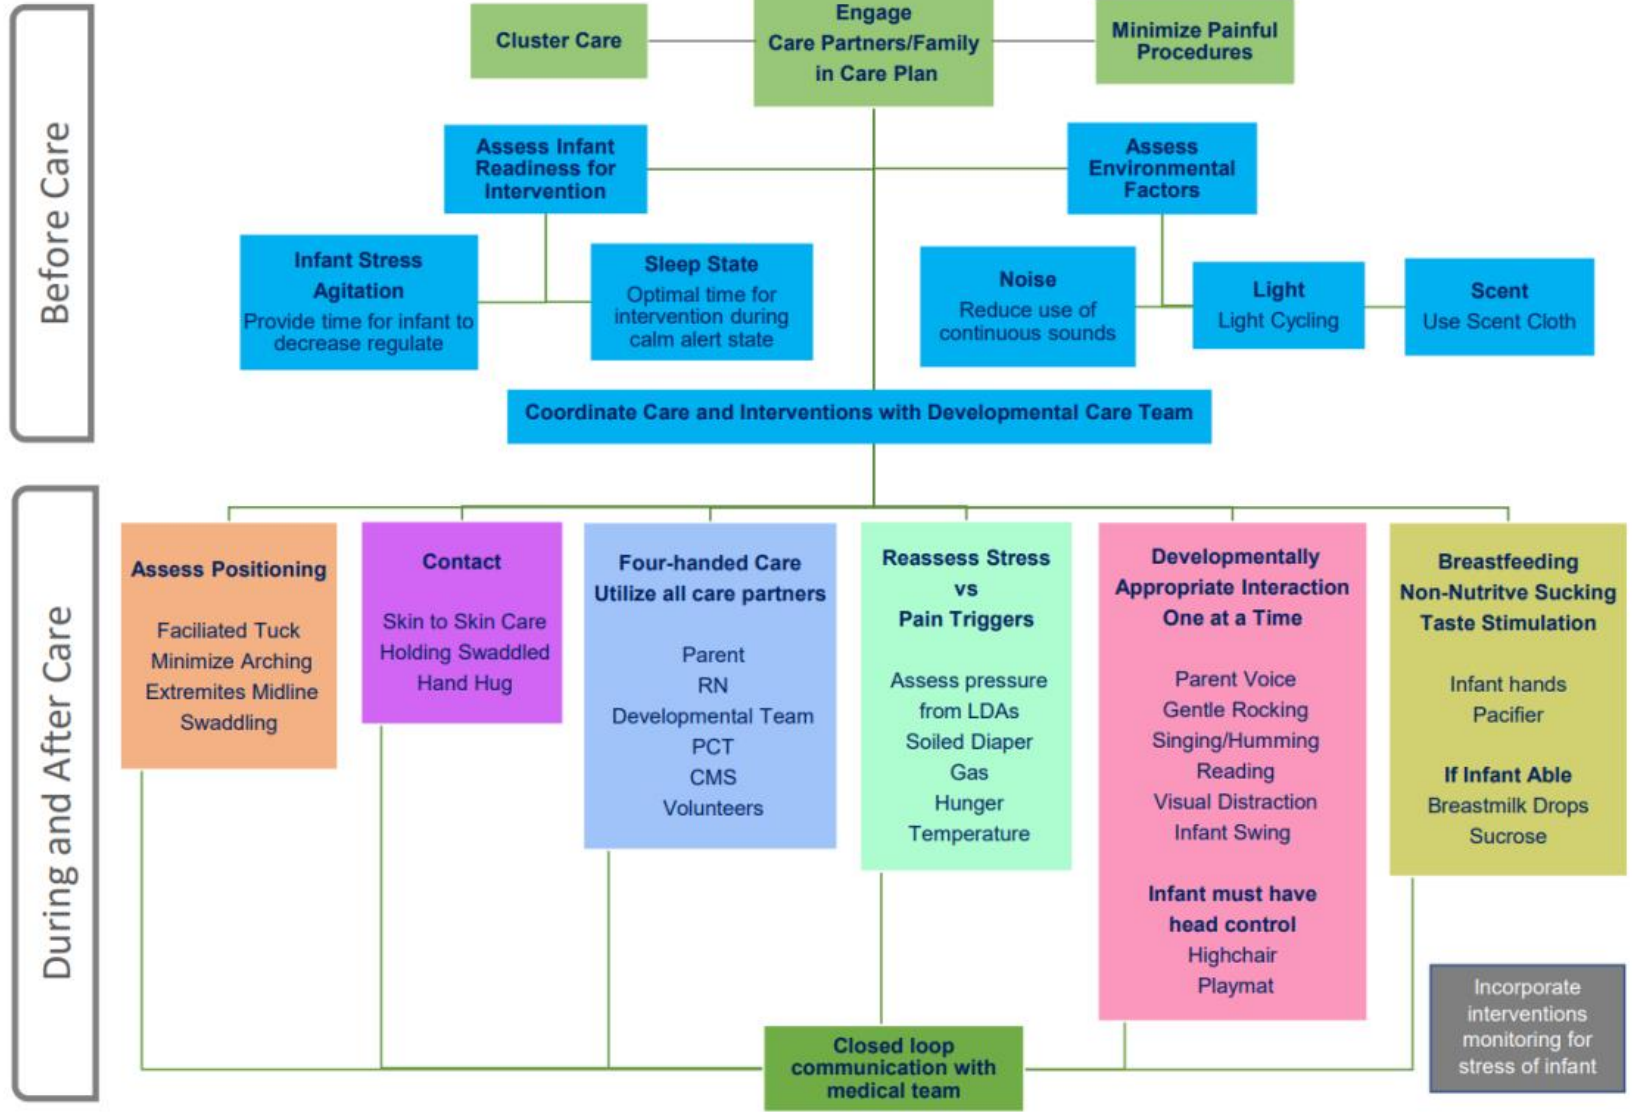 Before Care
Cluster Care
Engage
Care Partners/Family
in Care Plan
Minimize Painful
Procedures
Assess Infant
Readiness for
Intervention
Assess
Environmental
Factors
Infant Stress
Agitation
Provide time for infant to
decrease regulate
Sleep State
Optimal time for
intervention during
calm alert state
Noise
Reduce use of
continuous sounds
Light
Light Cycling
Scent
Use Scent Cloth
Coordinate Care and Interventions with Developmental Care Team
During and After Care
Assess Positioning
Faciliated Tuck
Minimize Arching
Extremites Midline
Swaddling
Contact
Skin to Skin Care
Holding Swaddled
Hand Hug
Four-handed Care
Utilize all care partners
Parent
RN
Developmental Team
PCT
CMS
Volunteers
Reassess Stress
vs
Pain Triggers
Assess pressure
from LDAs
Soiled Diaper
Gas
Hunger
Temperature
Developmentally
Appropriate Interaction
One at a Time
Parent Voice
Gentle Rocking
Singing/Humming
Reading
Visual Distraction
Infant Swing
Infant must have
head control
Highchair
Playmat
Breastfeeding
Non-Nutritve Sucking
Taste Stimulation
Infant hands
Pacifier
If Infant Able
Breastmilk Drops
Sucrose
Closed loop
communication with
medical team
Incorporate
interventions
monitoring for
stress of infant